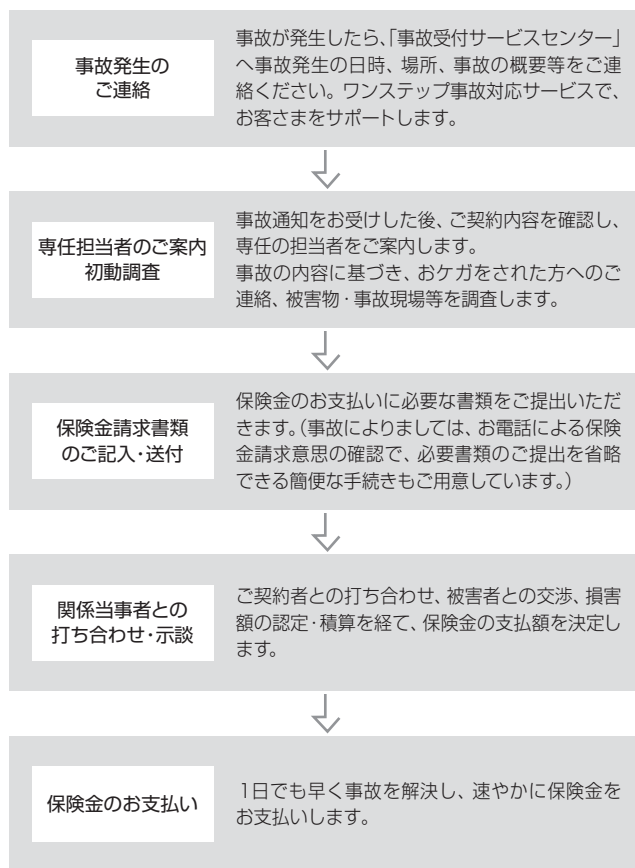 事故発生の
ご連絡
事故が発生したら、「事故受付サービスセンター」
へ事故発生の日時、場所、事故の概要等をご連
絡ください。ワンステップ事故対応サービスで、
お客さまをサポートします。
専任担当者のご案内
初動調査
事故通知をお受けした後、ご契約内容を確認し、
専任の担当者をご案内します。
事故の内容に基づき、おケガをされた方へのご
連絡、被害物・事故現場等を調査します。
保険金請求書類
のご記入・送付
保険金のお支払いに必要な書類をご提出いただ
きます。（事故によりましては、お電話による保険
金請求意思の確認で、必要書類のご提出を省略
できる簡便な手続きもご用意しています。）
関係当事者との
打ち合わせ・示談
ご契約者との打ち合わせ、被害者との交渉、損害
額の認定・積算を経て、保険金の支払額を決定し
ます。
保険金のお支払い
1日でも早く事故を解決し、速やかに保険金を
お支払いします。